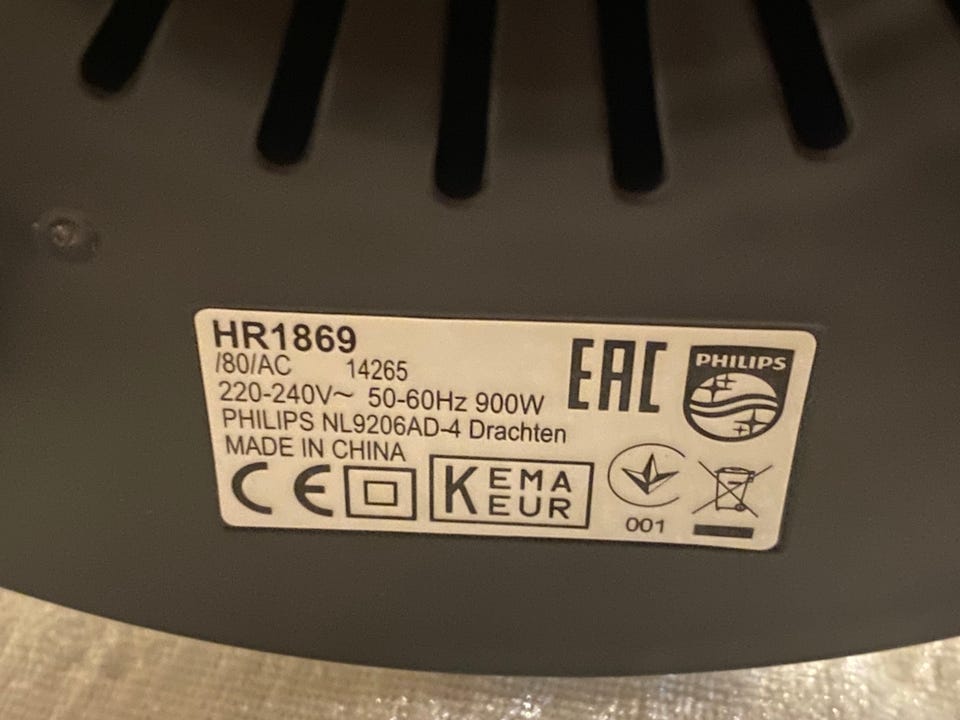 HR1869
/80/AC 14265
220-240V~ 50-60Hz 900W
PHILIPS NL9206AD-4 Drachten
MADE IN CHINA
EAC
PHILIPS
CE
KEMA
EUR
001